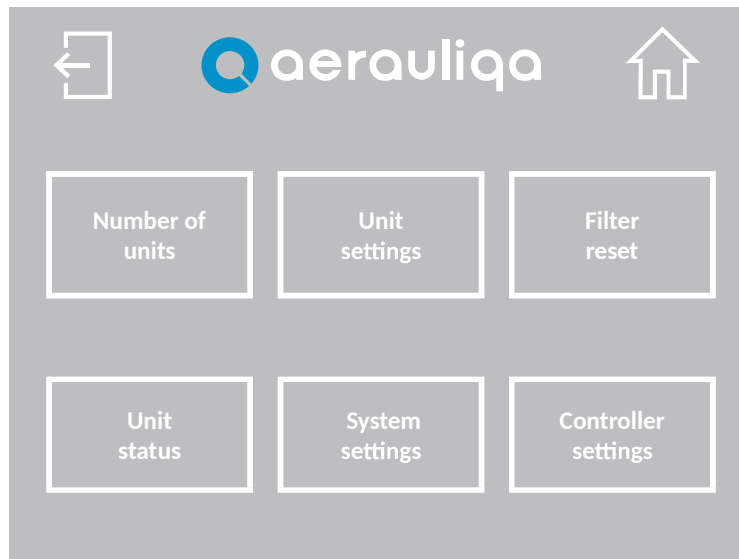 aerauliqa
Number of
units
Unit
settings
Filter
reset
Unit
status
System
settings
Controller
settings